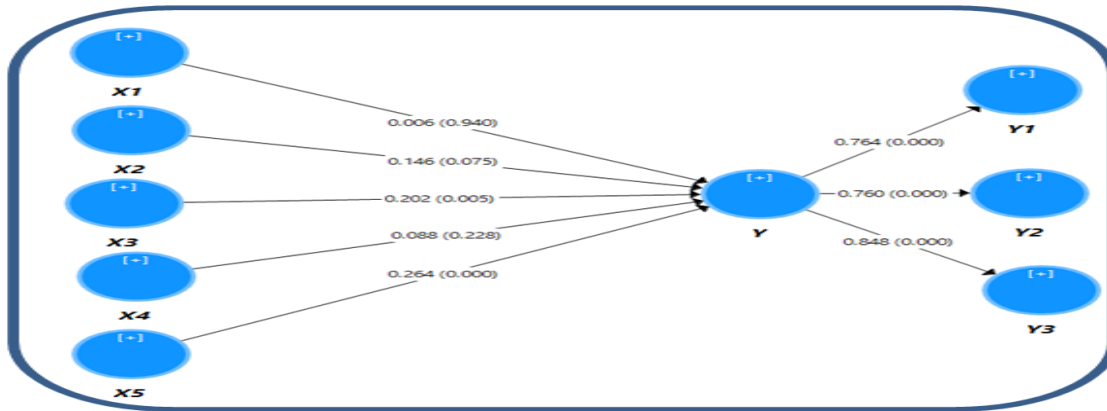 [+]
X1
[+]
X2
[+]
X3
[+]
X4
[+]
X5
0.006 (0.940)
0.146 (0.075)
0.202 (0.005)
0.088 (0.228)
0.264 (0.000)
[+]
Y
0.764 (0.000)
0.760 (0.000)
0.848 (0.000)
[+]
Y1
[+]
Y2
[+]
Y3